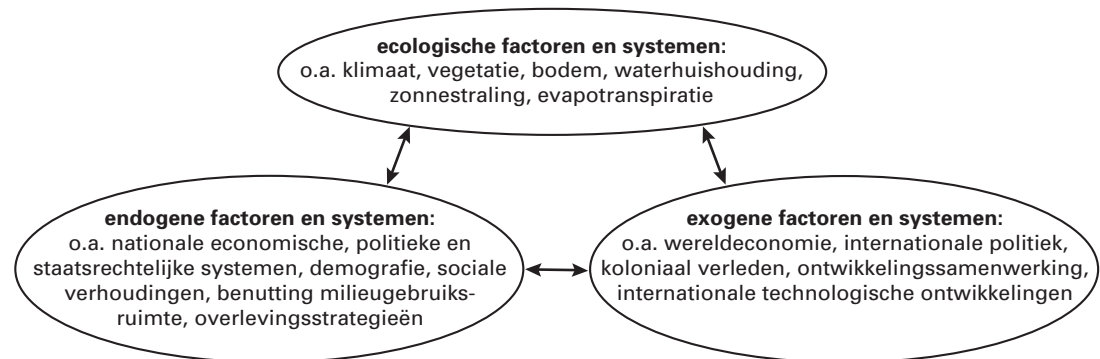 ecologische factoren en systemen:
o.a. klimaat, vegetatie, bodem, waterhuishouding,
zonnestraling, evapotranspiratie
endogene factoren en systemen:
o.a. nationale economische, politieke en
staatsrechtelijke systemen, demografie, sociale
verhoudingen, benutting milieugebruiks-
ruimte, overlevingsstrategieën
exogene factoren en systemen:
o.a. wereldeconomie, internationale politiek,
koloniaal verleden, ontwikkelingssamenwerking,
internationale technologische ontwikkelingen